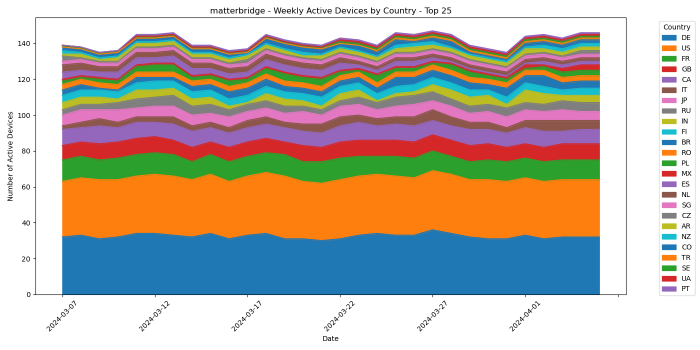 matterbridge - Weekly Active Devices by Country - Top 25
Number of Active Devices
140
120
100
80
60
40
20
0
2024-03-07
2024-03-12
2024-03-17
2024-03-22
2024-03-27
2024-04-01
Date
Country
DE
US
FR
GB
CA
IT
JP
RU
IN
FI
BR
RO
PL
MX
ES
NL
SG
CZ
AR
NZ
CO
TR
SE
UA
PT